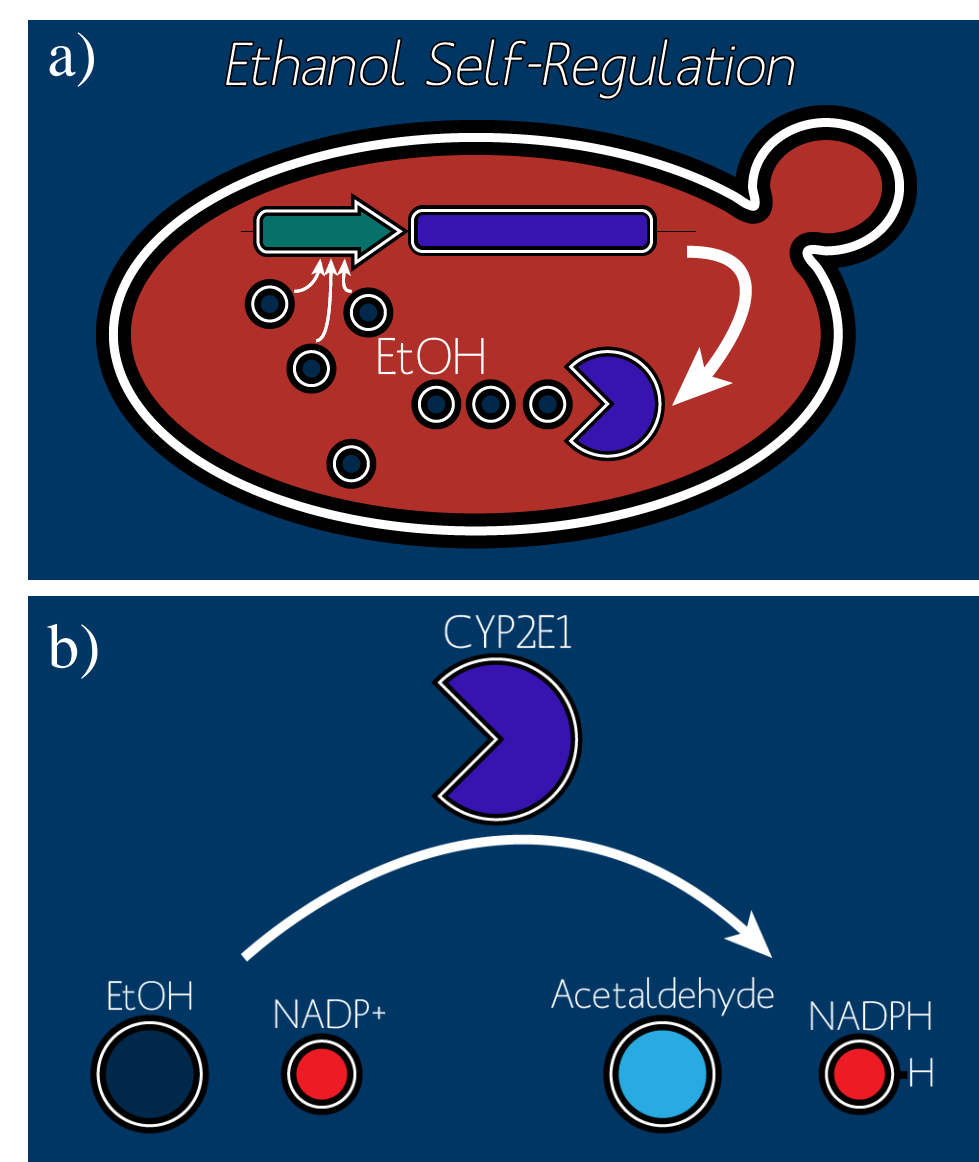 a)
Ethanol Self-Regulation
EtOH
b)
CYP2E1
EtOH
NADP+
Acetaldehyde
NADPH
H